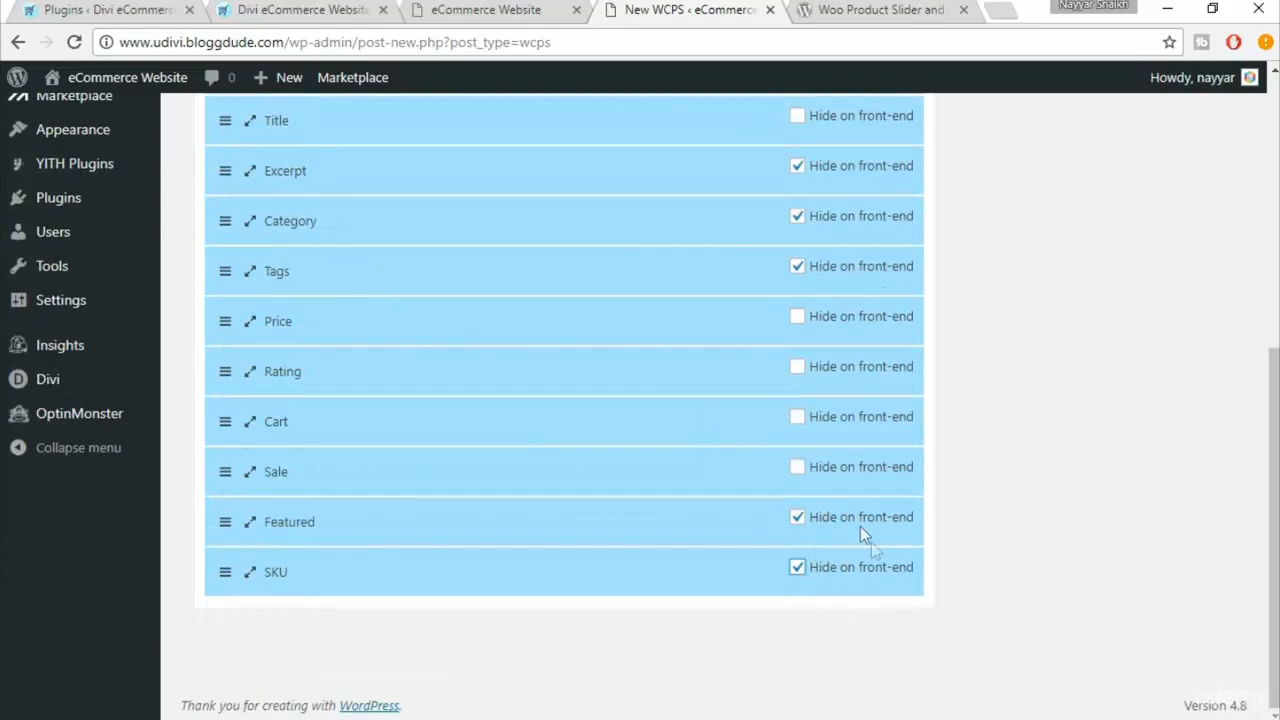 Plugins ‹ Divi eCommerc
Divi eCommerce Website
eCommerce Website
New WCPS ‹ eCommerce
Woo Product Slider and
Nayyar Shaikh
www.udivi.bloggdude.com/wp-admin/post-new.php?post_type=wcps
eCommerce Website
0
New
Marketplace
Howdy, nayyar
Marketplace
Appearance
YITH Plugins
Plugins
Users
Tools
Settings
Insights
Divi
OptinMonster
Collapse menu
Title
Hide on front-end
Excerpt
Hide on front-end
Category
Hide on front-end
Tags
Hide on front-end
Price
Hide on front-end
Rating
Hide on front-end
Cart
Hide on front-end
Sale
Hide on front-end
Featured
Hide on front-end
SKU
Hide on front-end
Thank you for creating with WordPress.
Version 4.8